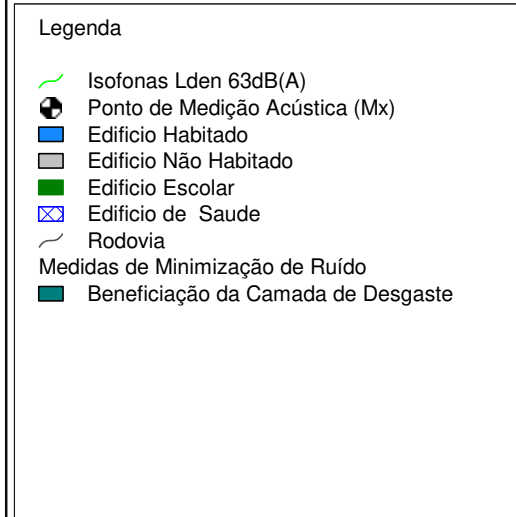 Legenda
Isofonas Lden 63dB(A)
Ponto de Medição Acústica (Mx)
Edificio Habitado
Edificio Não Habitado
Edificio Escolar
Edificio de Saude
Rodovia
Medidas de Minimização de Ruído
Beneficiação da Camada de Desgaste